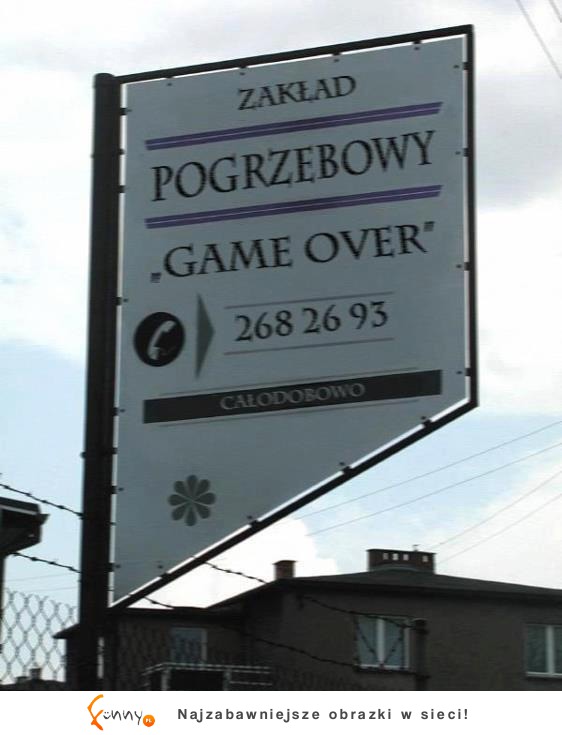 ZAKŁAD
POGRZEBOWY
„GAME OVER”
268 26 93
CAŁODOBOWO
funny.PL
Najzabawniejsze obrazki w sieci!